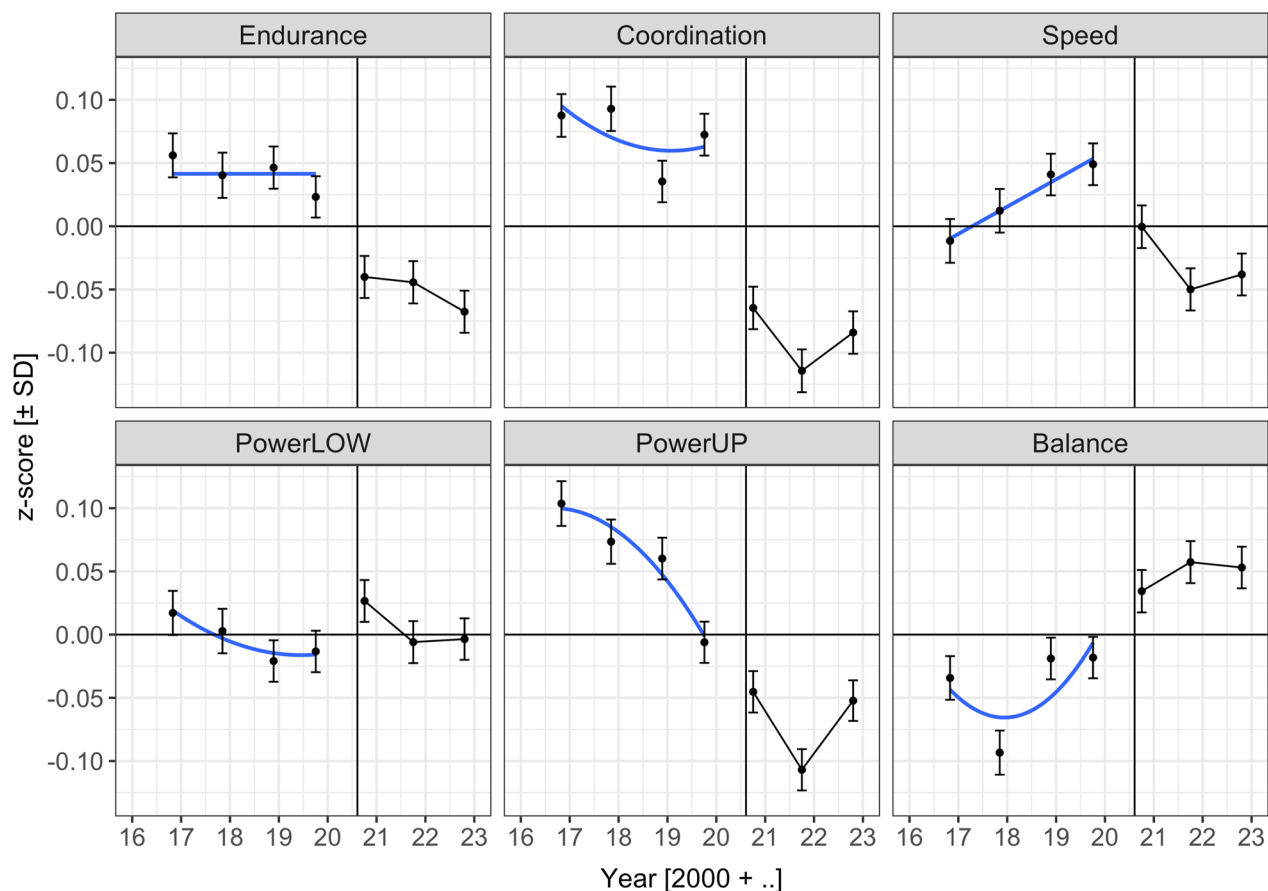 Endurance Coordination Speed
0.10
0.05
0.00
-0.05
-0.10
z-score [± SD]
PowerLOW PowerUP Balance
0.10
0.05
0.00
-0.05
-0.10
16 17 18 19 20 21 22 23 16 17 18 19 20 21 22 23 16 17 18 19 20 21 22 23
Year [2000 + ..]